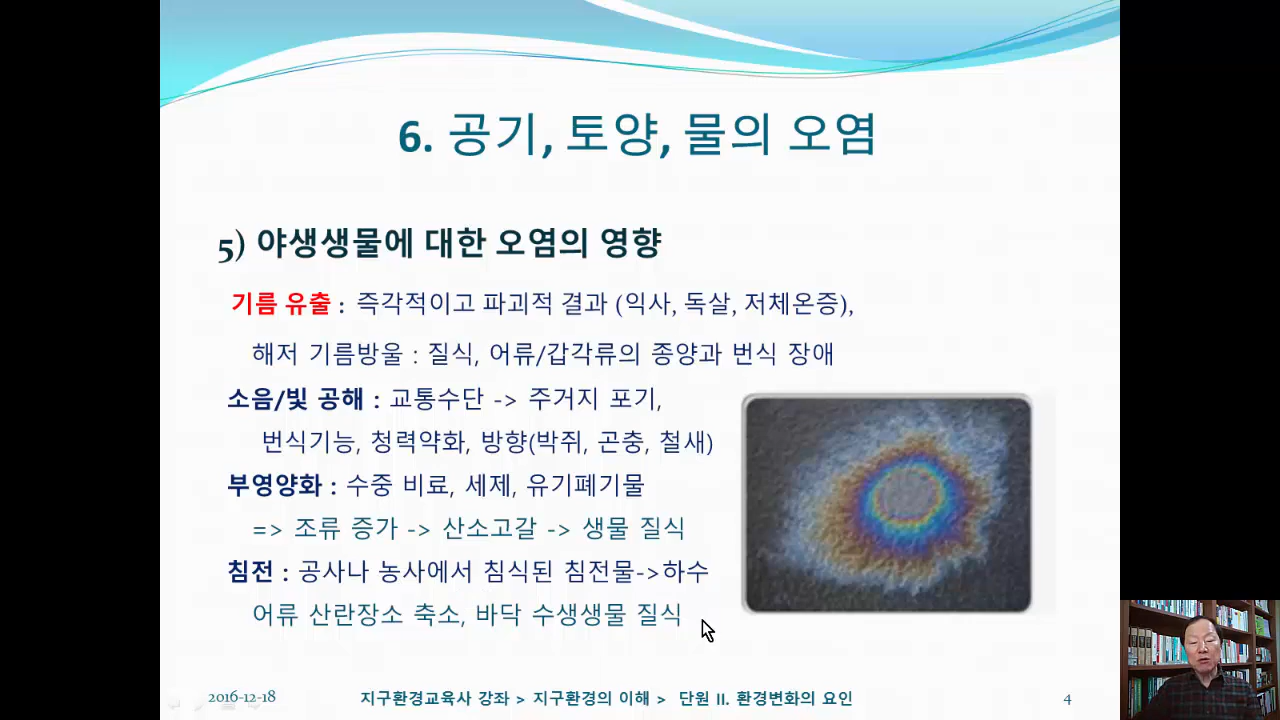 6. 공기, 토양, 물의 오염
5) 야생생물에 대한 오염의 영향
기름 유출 : 즉각적이고 파괴적 결과 (익사, 독살, 저체온증),
해저 기름방울 : 질식, 어류/갑각류의 종양과 번식 장애
소음/빛 공해 : 교통수단 -> 주거지 포기,
번식기능, 청력약화, 방향(박쥐, 곤충, 철새)
부영양화 : 수중 비료, 세제, 유기폐기물
=> 조류 증가 -> 산소고갈 -> 생물 질식
침전 : 공사나 농사에서 침식된 침전물->하수
어류 산란장소 축소, 바닥 수생생물 질식
2016-12-18
지구환경교육사 강좌 > 지구환경의 이해 > 단원 II. 환경변화의 요인
4